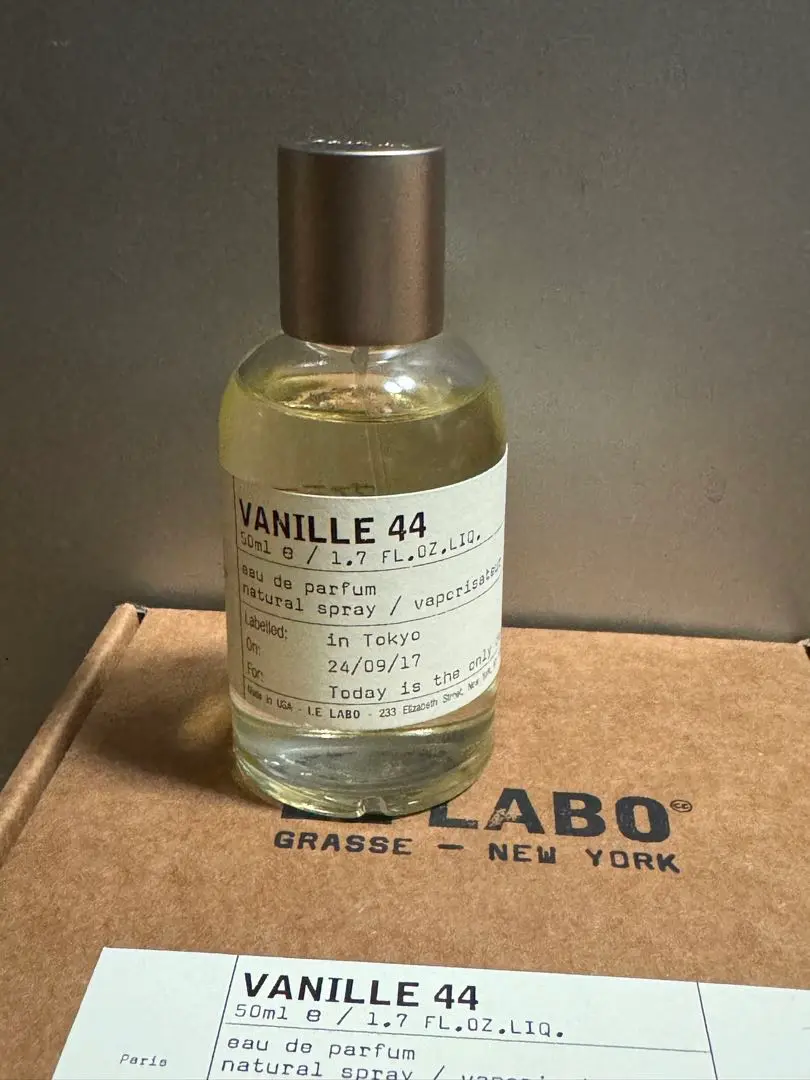 VANILLE 44
50ml e / 1.7 FL.OZ.LIQ.
eau de parfum
natural spray / vaporisateur
Labelled: in Tokyo
On: 24/09/17
For: Today is the only
Made in USA - LE LABO - 233 Elizabeth Street, New York,
LABO
GRASSE — NEW YORK
VANILLE 44
50ml e / 1.7 FL.OZ.LIQ.
Paris
eau de parfum
natural spray /